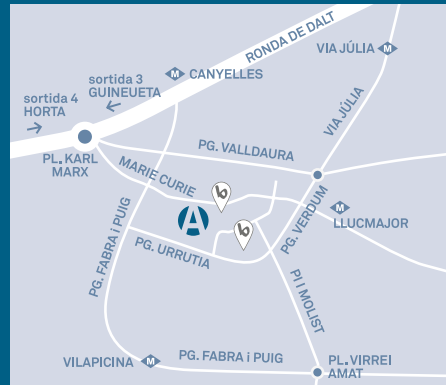 RONDA DE DALT
VIA JÚLIA M
M CANYELLES
sortida 3
GUINEUETA
sortida 4
HORTA
VIA JÚLIA
PL. KARL
MARX
PG. VALLDAURA
MARIE CURIE
M
LLUCMAJOR
PG. VERDUM
A
b
b
PG. URRUTIA
PG. FABRA i PUIG
PI I MOLIST
VILAPICINA M
PG. FABRA i PUIG
PL. VIRREI
AMAT